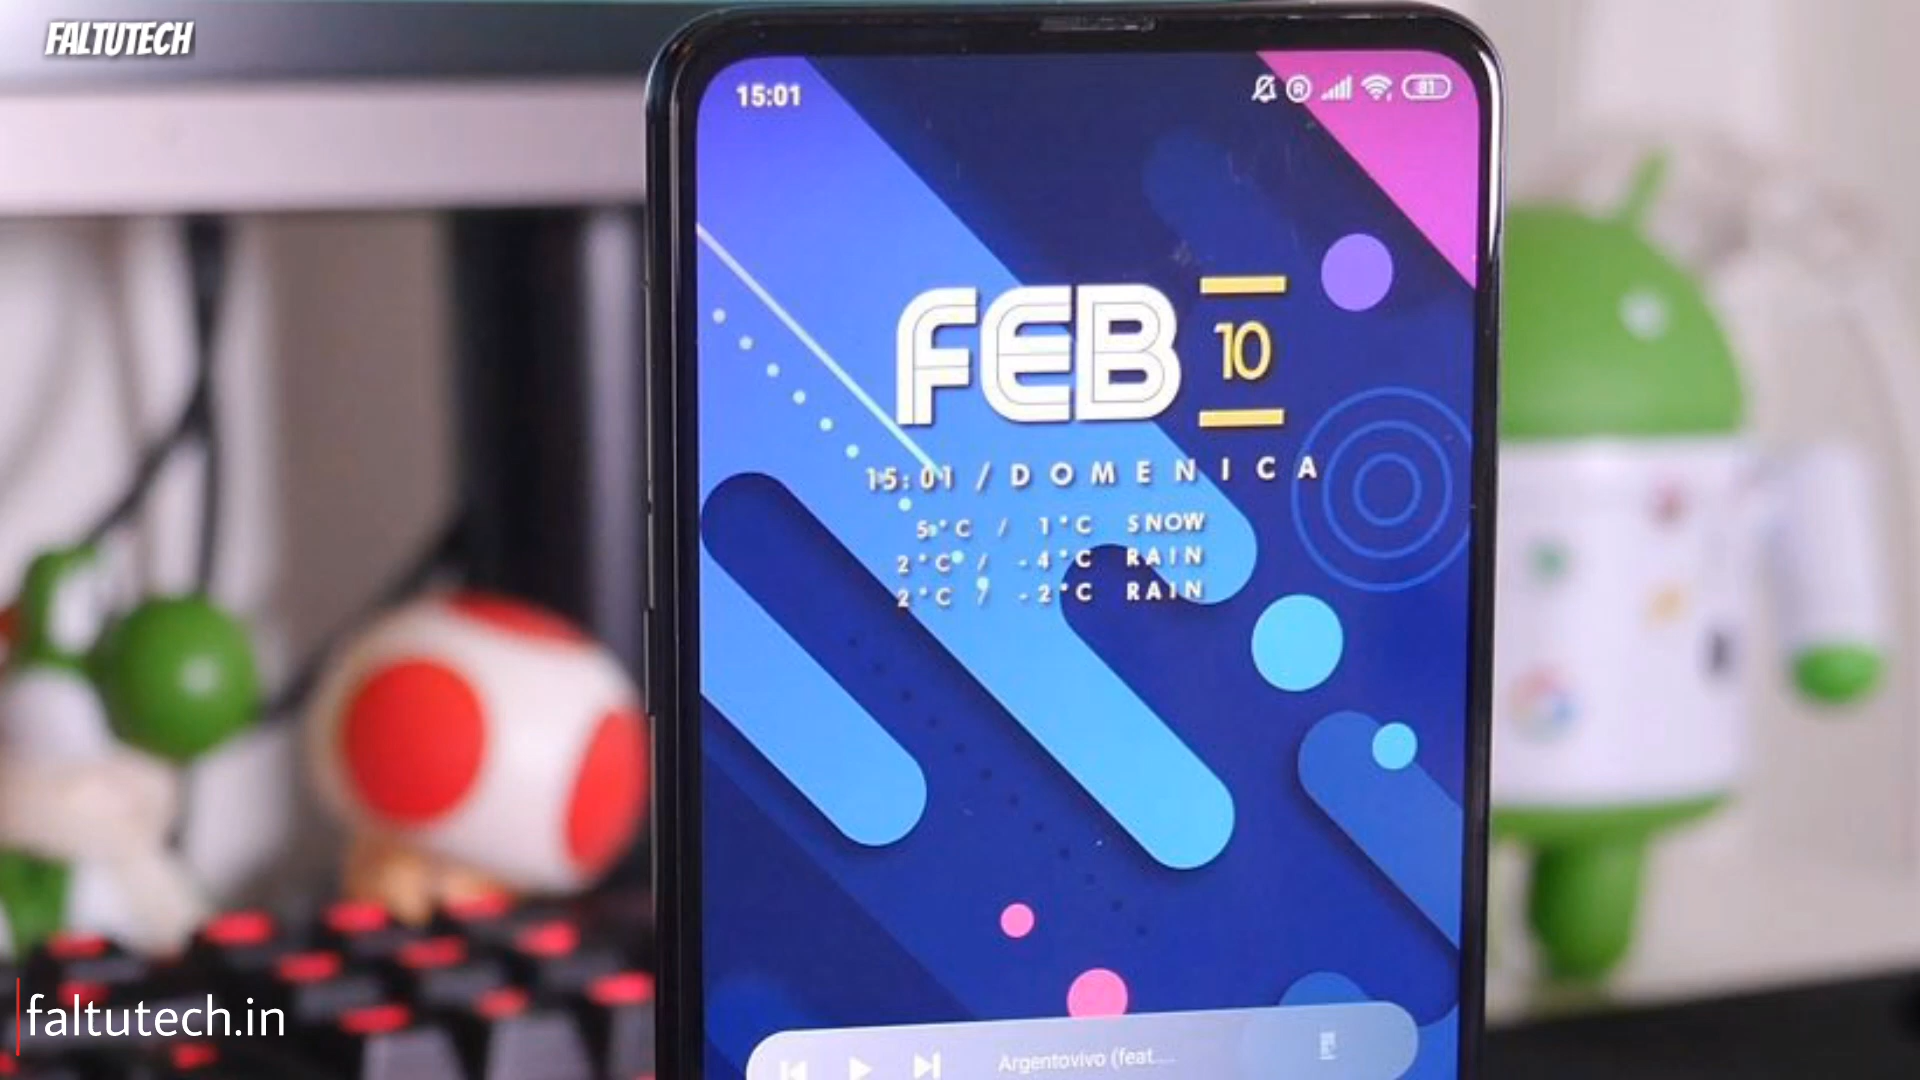 FALTUTECH
15:01
R
81
FEB
10
15:01 / DOMENICA
5°C / 1°C SNOW
2°C / -4°C RAIN
2°C / -2°C RAIN
Argentovivo (feat....
faltutech.in